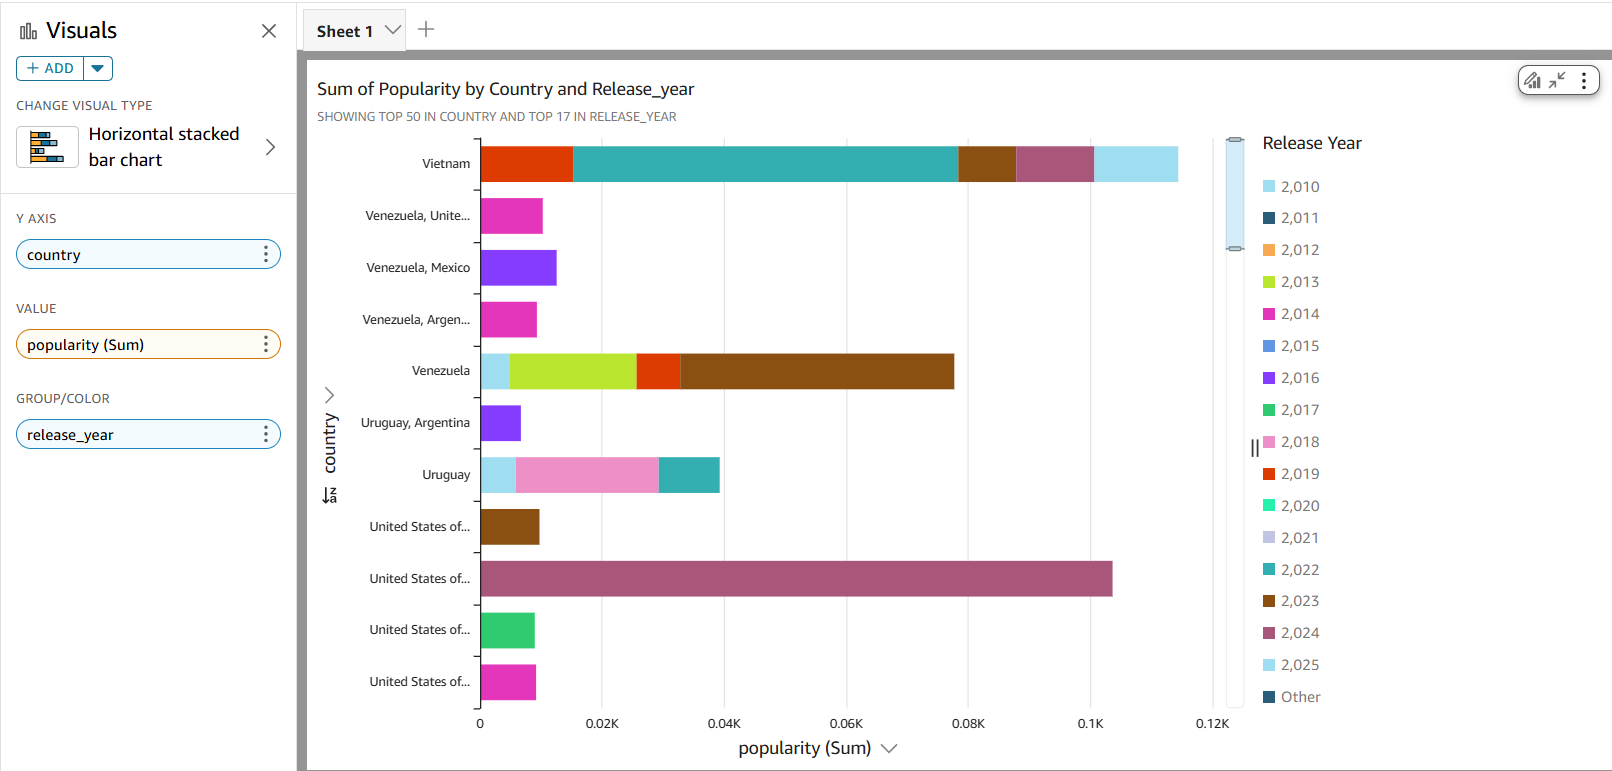 Visuals
+ ADD
CHANGE VISUAL TYPE
Horizontal stacked
bar chart
Y AXIS
country
VALUE
popularity (Sum)
GROUP/COLOR
release_year
Sheet 1
Sum of Popularity by Country and Release_year
SHOWING TOP 50 IN COUNTRY AND TOP 17 IN RELEASE_YEAR
country
Vietnam
Venezuela, Unite...
Venezuela, Mexico
Venezuela, Argen...
Venezuela
Uruguay, Argentina
Uruguay
United States of...
United States of...
United States of...
United States of...
0 0.02K 0.04K 0.06K 0.08K 0.1K 0.12K
popularity (Sum)
Release Year
2,010
2,011
2,012
2,013
2,014
2,015
2,016
2,017
2,018
2,019
2,020
2,021
2,022
2,023
2,024
2,025
Other